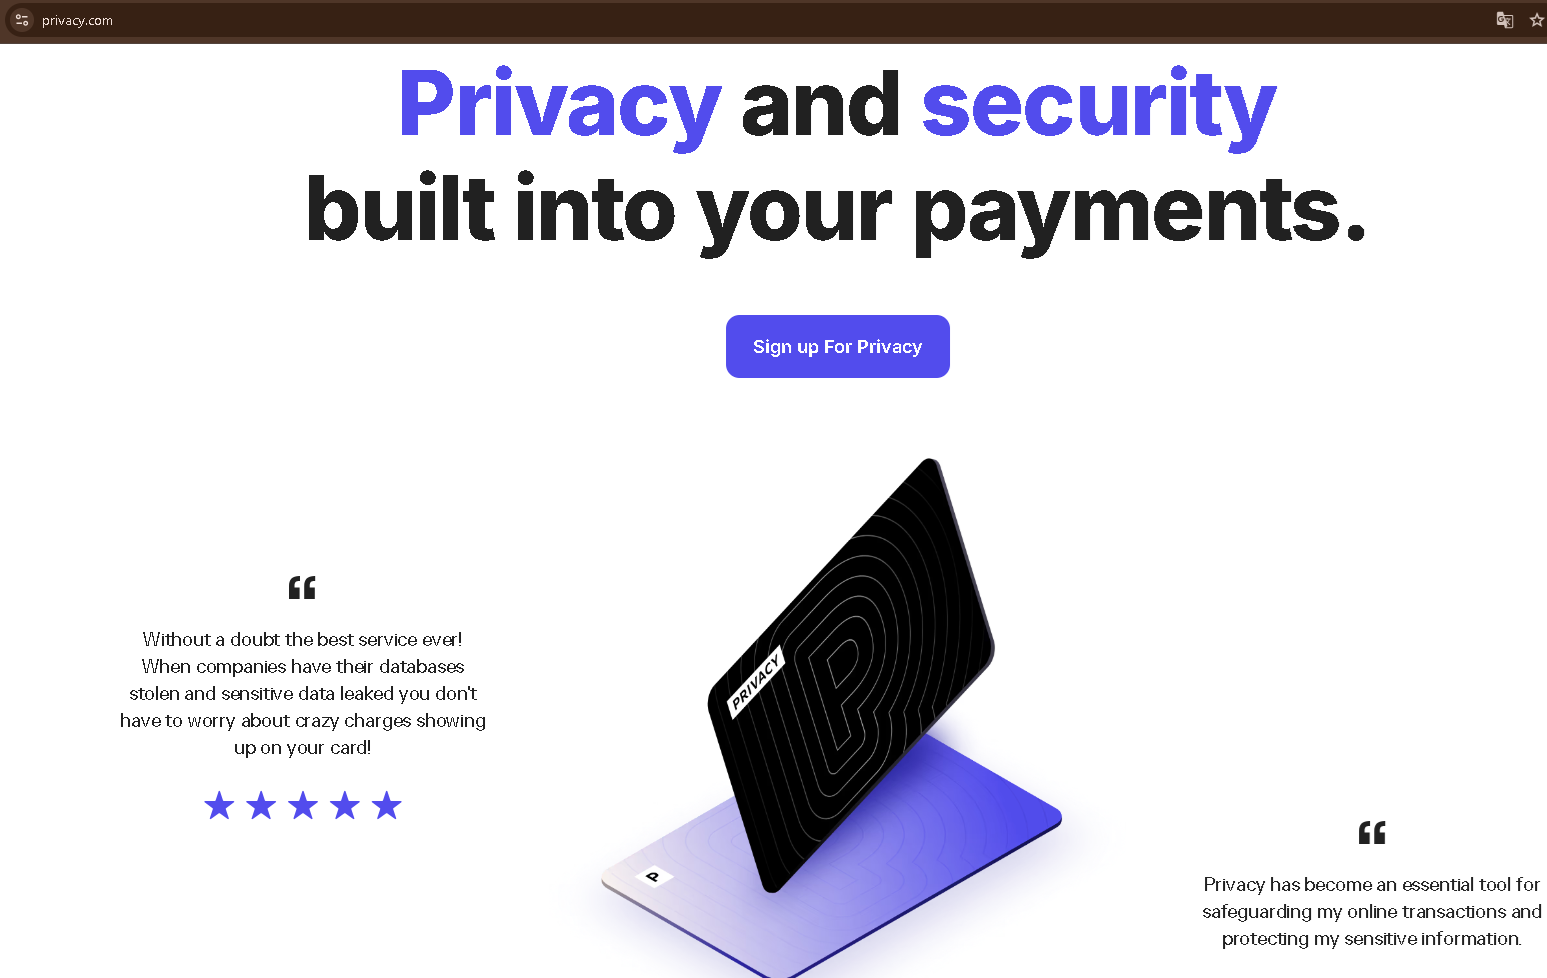 privacy.com
Privacy and security
built into your payments.
Sign up For Privacy
PRIVACY
P
“
Without a doubt the best service ever!
When companies have their databases
stolen and sensitive data leaked you don't
have to worry about crazy charges showing
up on your card!
“
Privacy has become an essential tool for
safeguarding my online transactions and
protecting my sensitive information.